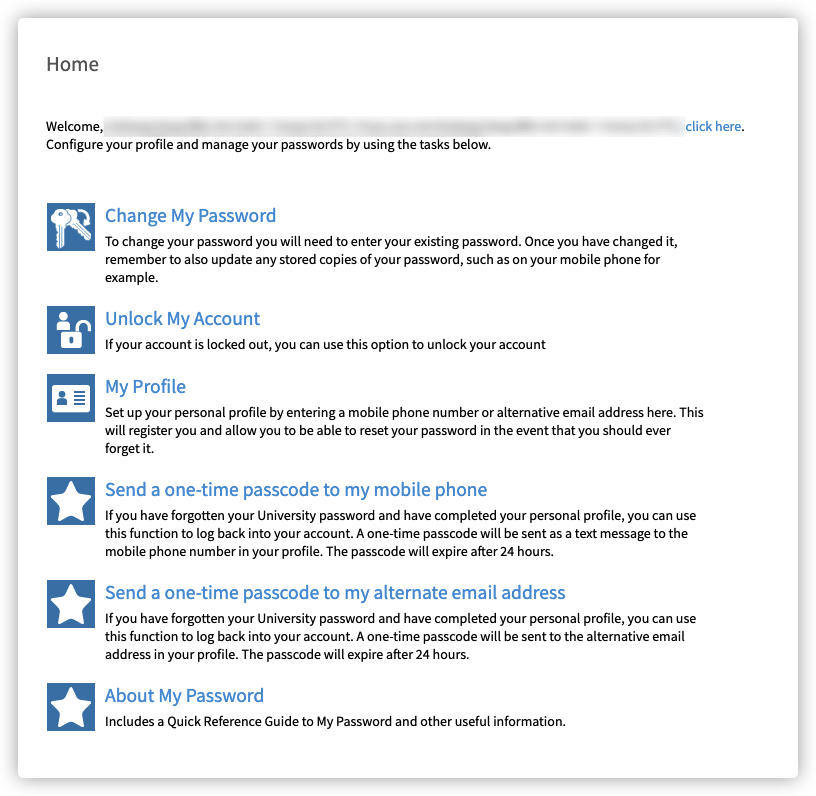 Home
Welcome, click here.
Configure your profile and manage your passwords by using the tasks below.
Change My Password
To change your password you will need to enter your existing password. Once you have changed it,
remember to also update any stored copies of your password, such as on your mobile phone for
example.
Unlock My Account
If your account is locked out, you can use this option to unlock your account
My Profile
Set up your personal profile by entering a mobile phone number or alternative email address here. This
will register you and allow you to be able to reset your password in the event that you should ever
forget it.
Send a one-time passcode to my mobile phone
If you have forgotten your University password and have completed your personal profile, you can use
this function to log back into your account. A one-time passcode will be sent as a text message to the
mobile phone number in your profile. The passcode will expire after 24 hours.
Send a one-time passcode to my alternate email address
If you have forgotten your University password and have completed your personal profile, you can use
this function to log back into your account. A one-time passcode will be sent to the alternative email
address in your profile. The passcode will expire after 24 hours.
About My Password
Includes a Quick Reference Guide to My Password and other useful information.